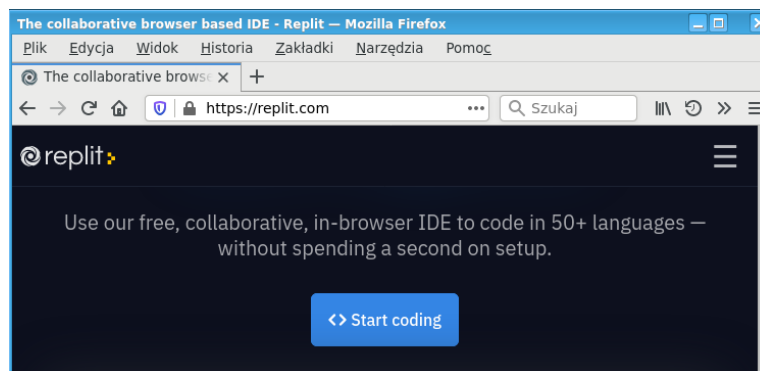 The collaborative browser based IDE - Replit — Mozilla Firefox
Plik Edycja Widok Historia Zakładki Narzędzia Pomoc
The collaborative browse
https://replit.com Szukaj
replit
Use our free, collaborative, in-browser IDE to code in 50+ languages —
without spending a second on setup.
Start coding